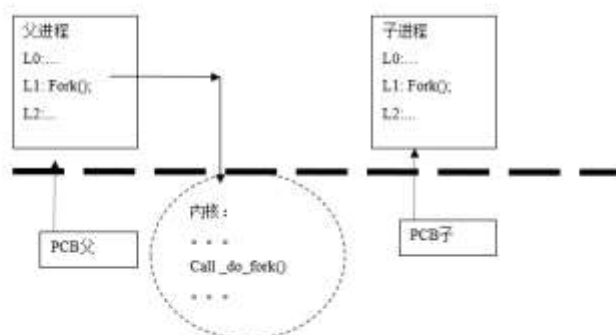 父进程
L0:...
L1: Fork();
L2:...
子进程
L0:...
L1: Fork();
L2:...
内核：
。。。
Call _do_fork()
。。。
PCB父
PCB子